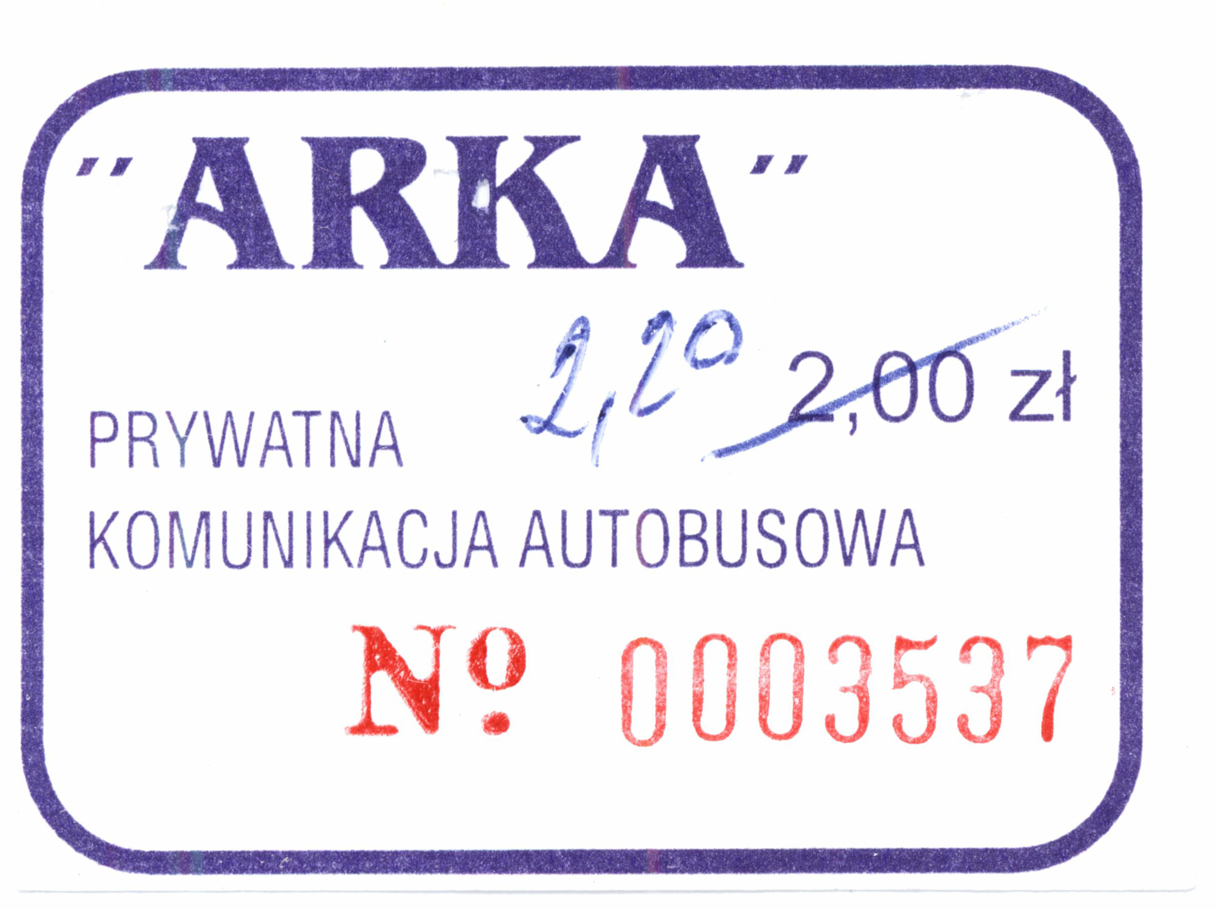 "ARKA"
2,20 2,00 zł
PRYWATNA
KOMUNIKACJA AUTOBUSOWA
Nº 0003537